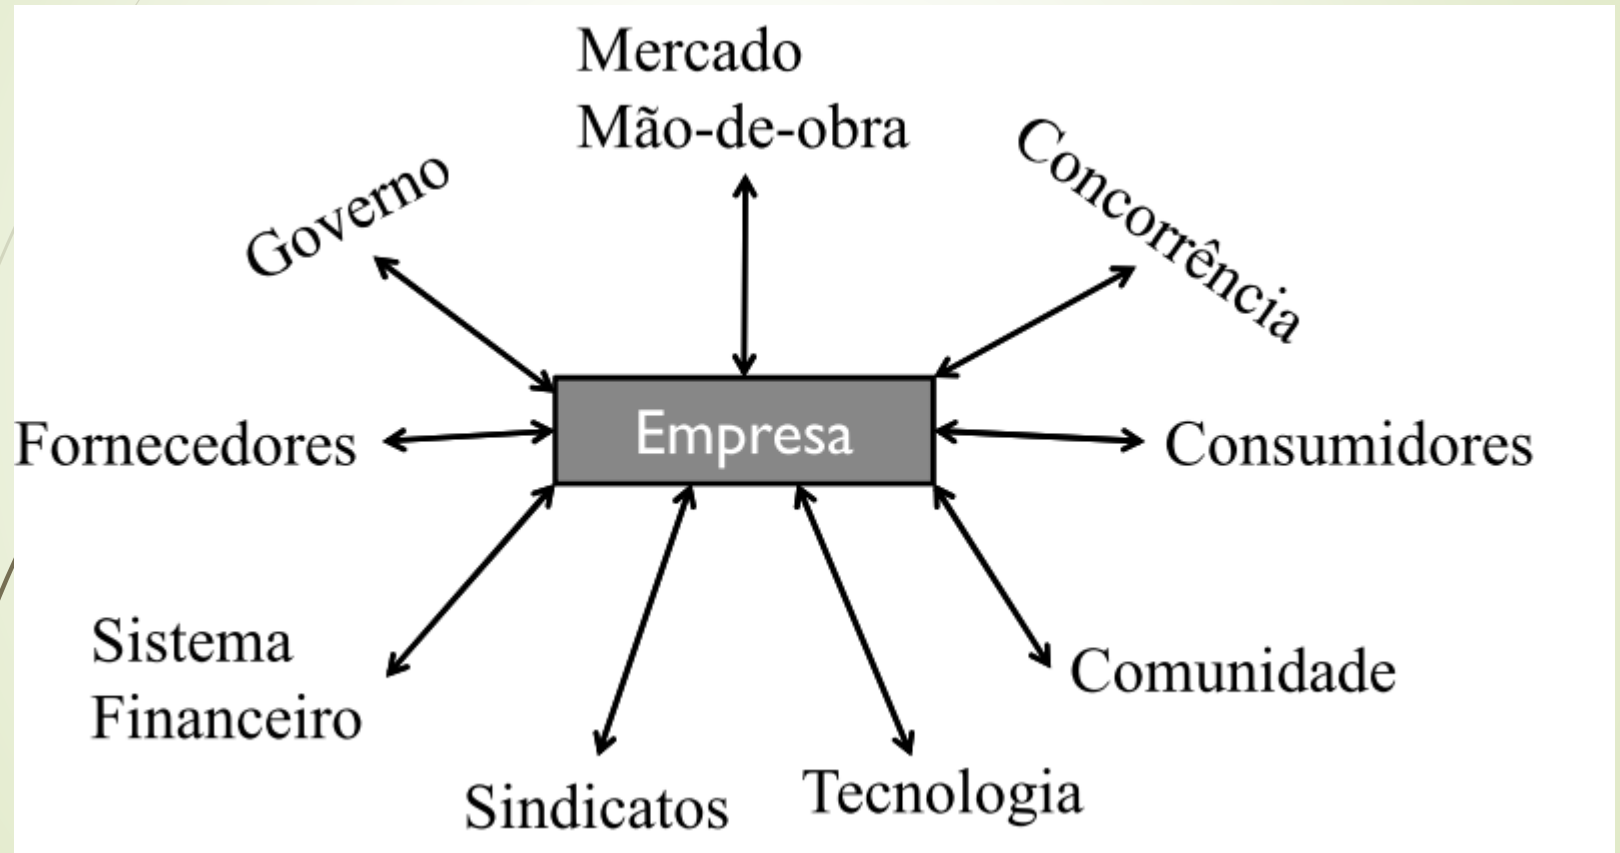 Mercado
Mão-de-obra
Governo
Concorrência
Fornecedores
Empresa
Consumidores
Sistema
Financeiro
Comunidade
Sindicatos
Tecnologia